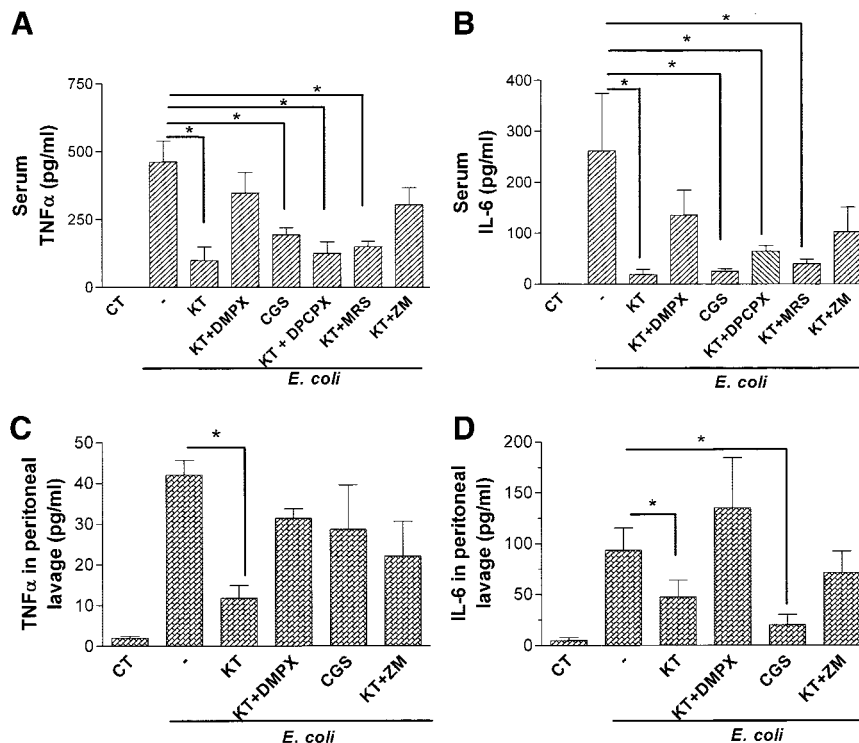 A
Serum
TNFα (pg/ml)
750
500
250
0
*
*
*
*
CT
-
KT
KT+DMPX
CGS
KT + DPCPX
KT+MRS
KT+ZM
E. coli
B
Serum
IL-6 (pg/ml)
400
300
200
100
0
*
*
*
*
CT
-
KT
KT+DMPX
CGS
KT+DPCPX
KT+MRS
KT+ZM
E. coli
C
TNFα in peritoneal
lavage (pg/ml)
50
40
30
20
10
0
*
CT
-
KT
KT+DMPX
CGS
KT+ZM
E. coli
D
IL-6 in peritoneal
lavage (pg/ml)
200
150
100
50
0
*
*
CT
-
KT
KT+DMPX
CGS
KT+ZM
E. coli